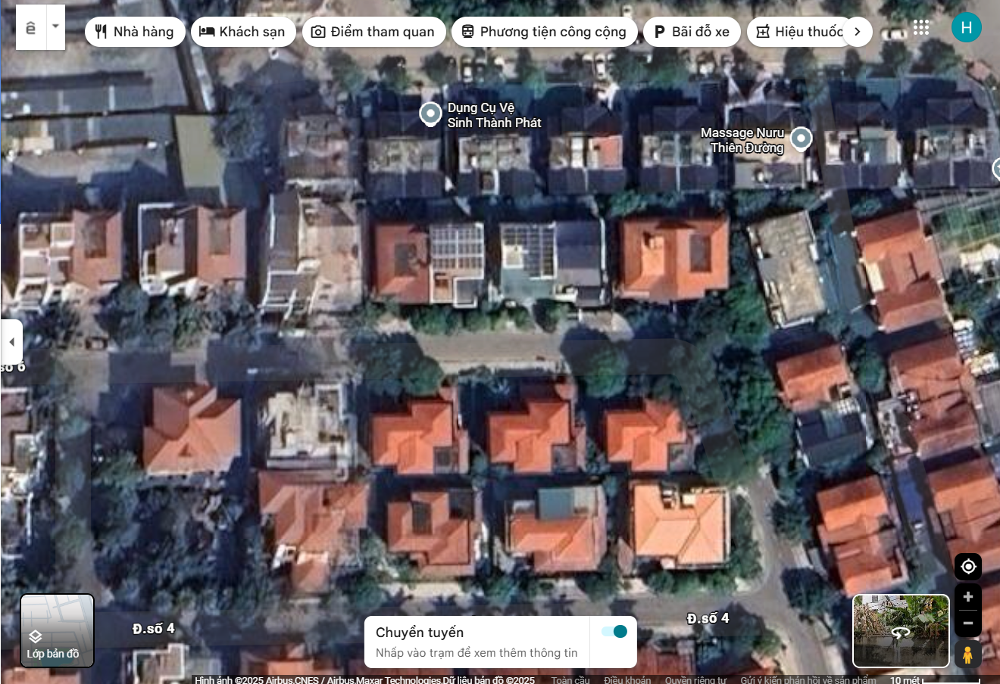 ê
Nhà hàng
Khách sạn
Điểm tham quan
Phương tiện công cộng
P Bãi đỗ xe
Hiệu thuốc
H
Dụng Cụ Vệ
Sinh Thành Phát
Massage Nuru
Thiên Đường
số 6
Đ.số 4
Đ.số 4
Chuyển tuyến
Nhấp vào trạm để xem thêm thông tin
Lớp bản đồ
Hình ảnh ©2025 Airbus,CNES / Airbus,Maxar Technologies,Dữ liệu bản đồ ©2025
Toàn cầu
Điều khoản
Quyền riêng tư
Gửi ý kiến phản hồi về sản phẩm
10 mét